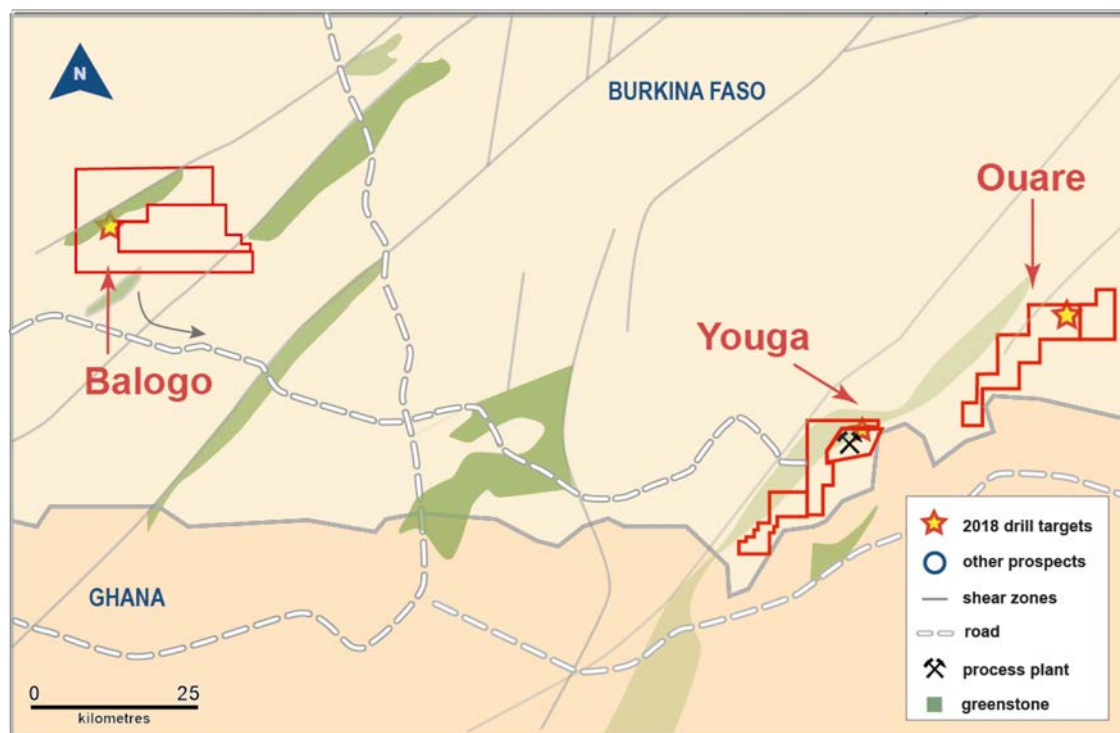 N
BURKINA FASO
Ouare
Youga
Balogo
GHANA
2018 drill targets
other prospects
shear zones
road
process plant
greenstone
0 25
kilometres